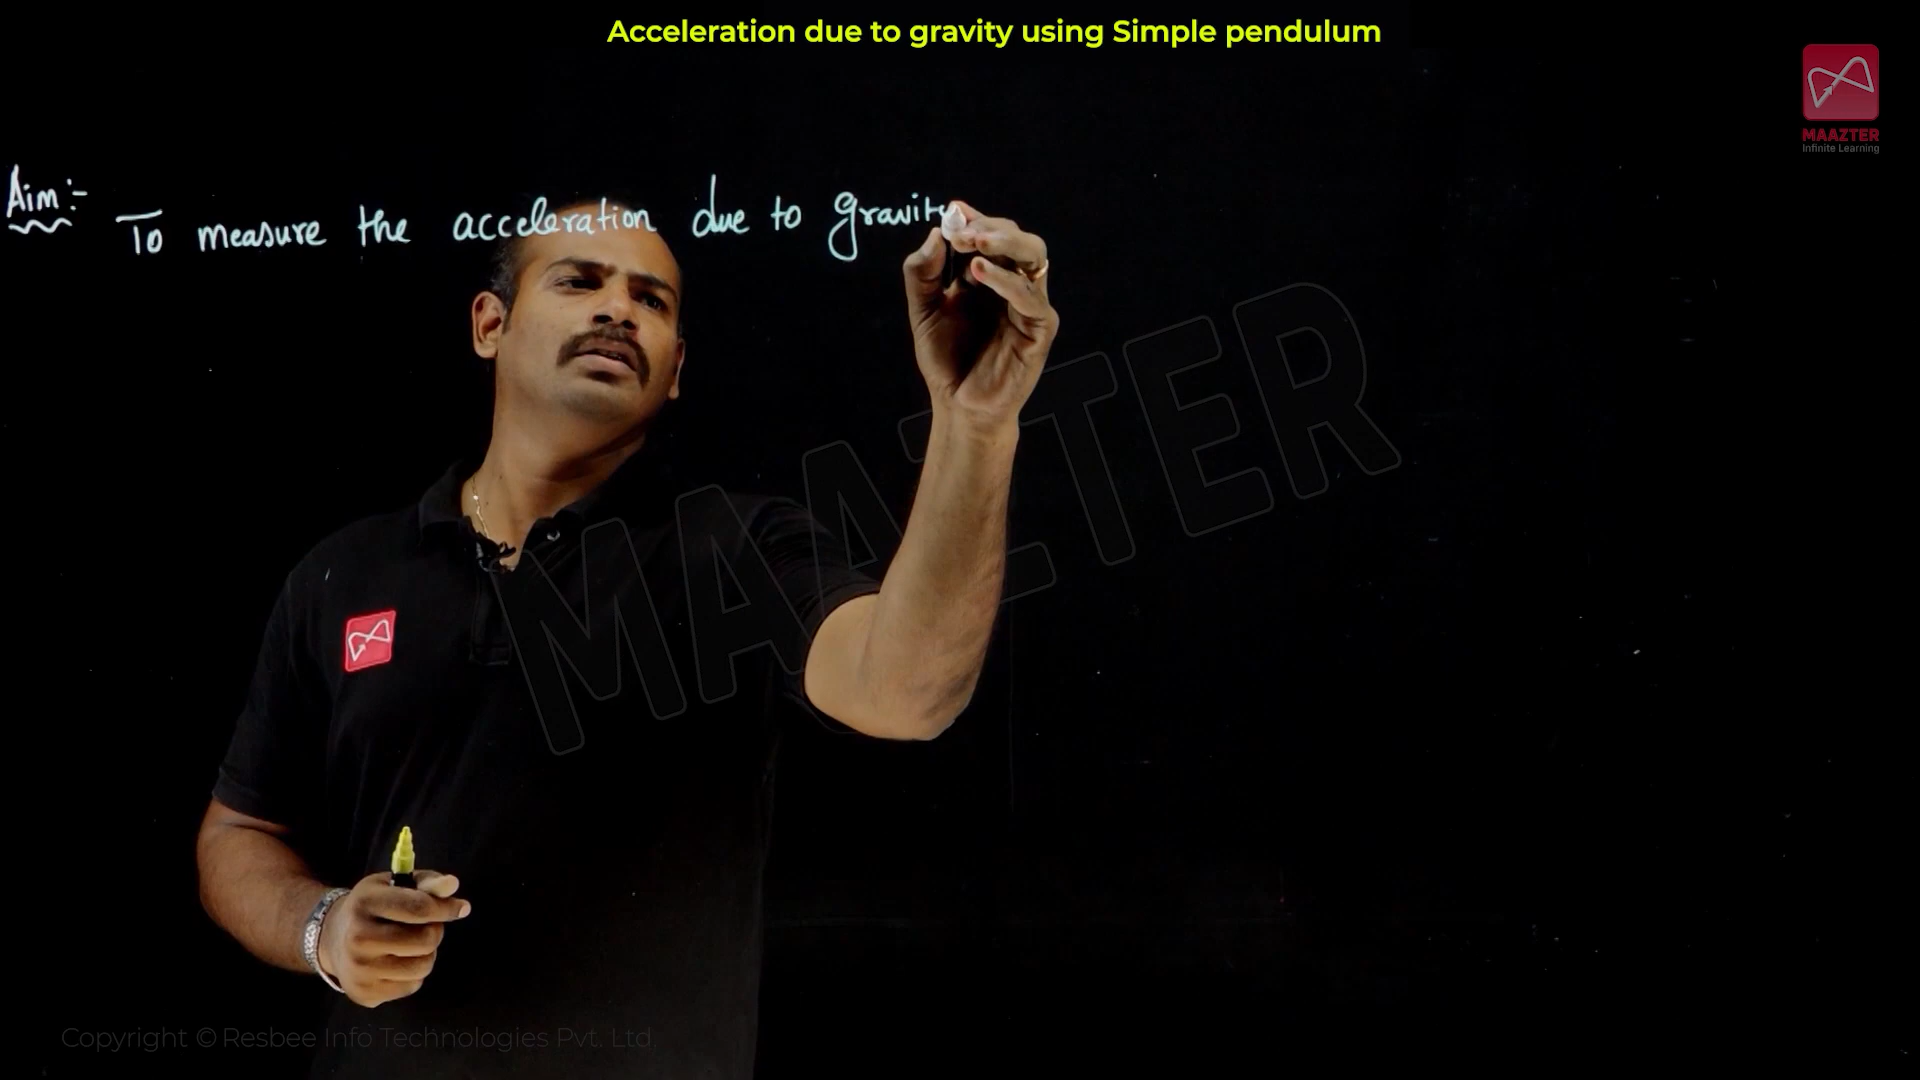 Acceleration due to gravity using Simple pendulum
MAAZTER
Infinite Learning
Aim :-
To measure the acceleration due to gravity
MAAZTER
Copyright © Resbee Info Technologies Pvt. Ltd.